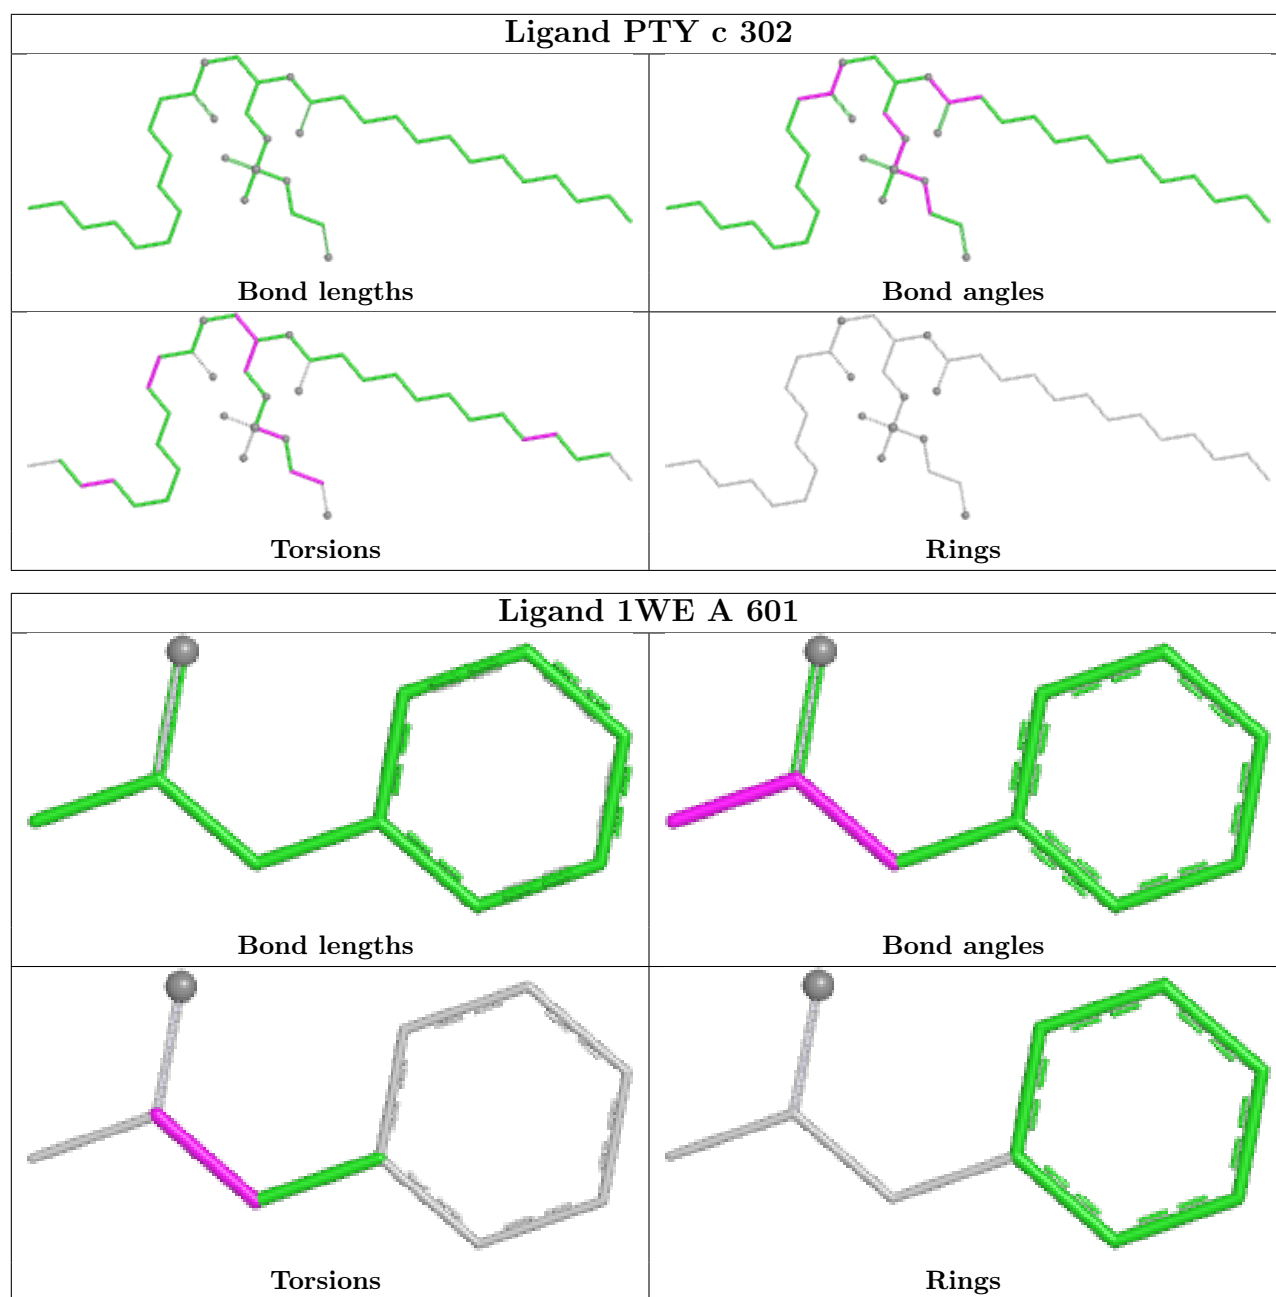 Ligand PTY c 302
Bond lengths
Bond angles
Torsions
Rings
Ligand 1WE A 601
Bond lengths
Bond angles
Torsions
Rings